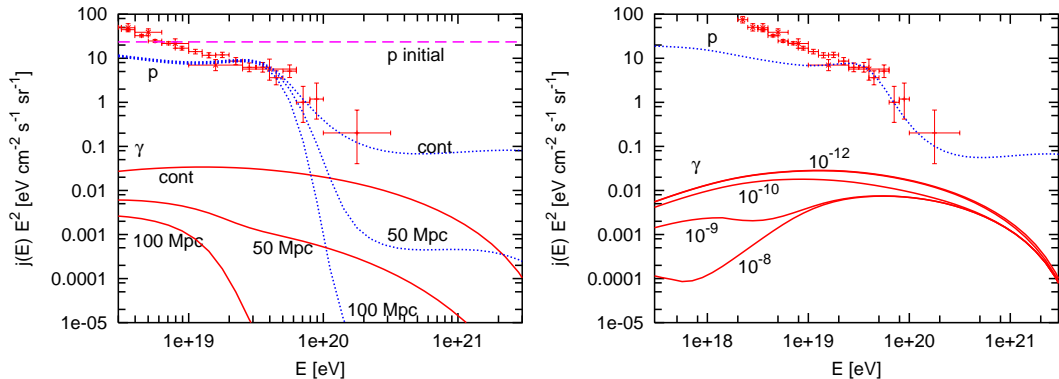 100
10
1
0.1
0.01
0.001
0.0001
1e-05
j(E) E² [eV cm⁻² s⁻¹ sr⁻¹]
p initial
p
cont
γ
cont
50 Mpc
50 Mpc
100 Mpc
100 Mpc
1e+19
1e+20
1e+21
E [eV]
100
10
1
0.1
0.01
0.001
0.0001
1e-05
j(E) E² [eV cm⁻² s⁻¹ sr⁻¹]
p
cont
γ
10⁻¹²
10⁻¹⁰
10⁻⁹
10⁻⁸
1e+18
1e+19
1e+20
1e+21
E [eV]